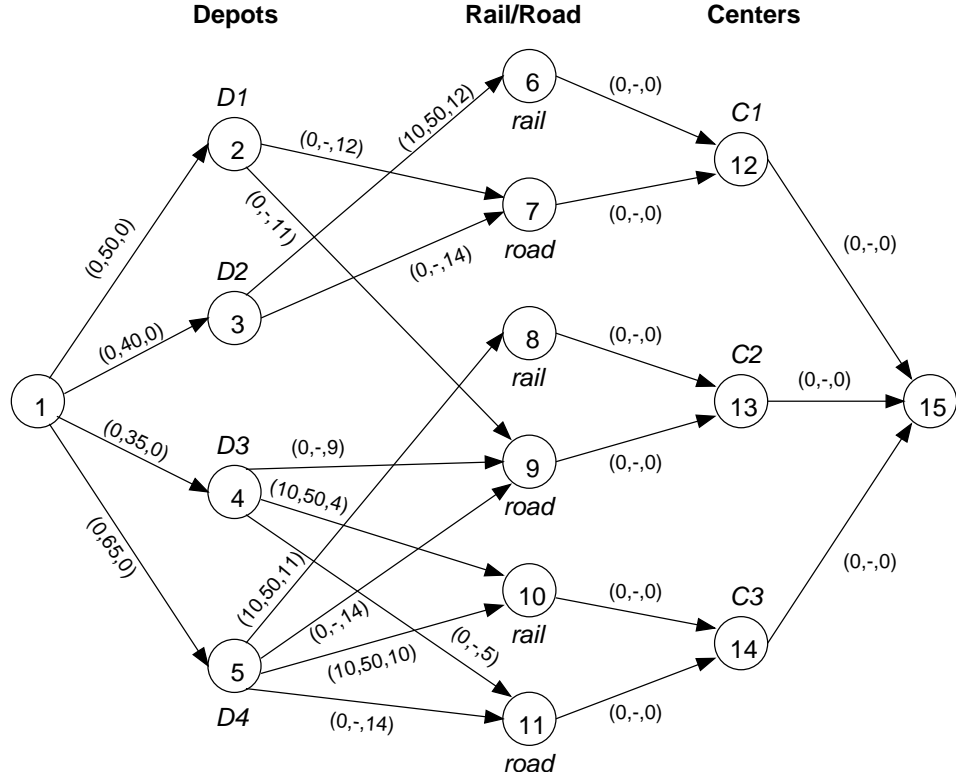 Depots Rail/Road Centers
6
rail
(10,50,12)
(0,-,0)
D1
2
(0,-,12)
C1
12
7
road
(0,-,0)
(0,-,11)
(0,50,0)
D2
3
(0,-,14)
(0,-,0)
(0,40,0)
8
rail
(0,-,0)
C2
13
(0,-,0)
1
15
(0,35,0)
D3
4
(0,-,9)
9
road
(0,-,0)
(10,50,4)
(0,65,0)
(10,50,11)
10
rail
(0,-,0)
C3
14
(0,-,0)
(0,-,14)
(0,-,5)
5
D4
(10,50,10)
(0,-,14)
11
road
(0,-,0)